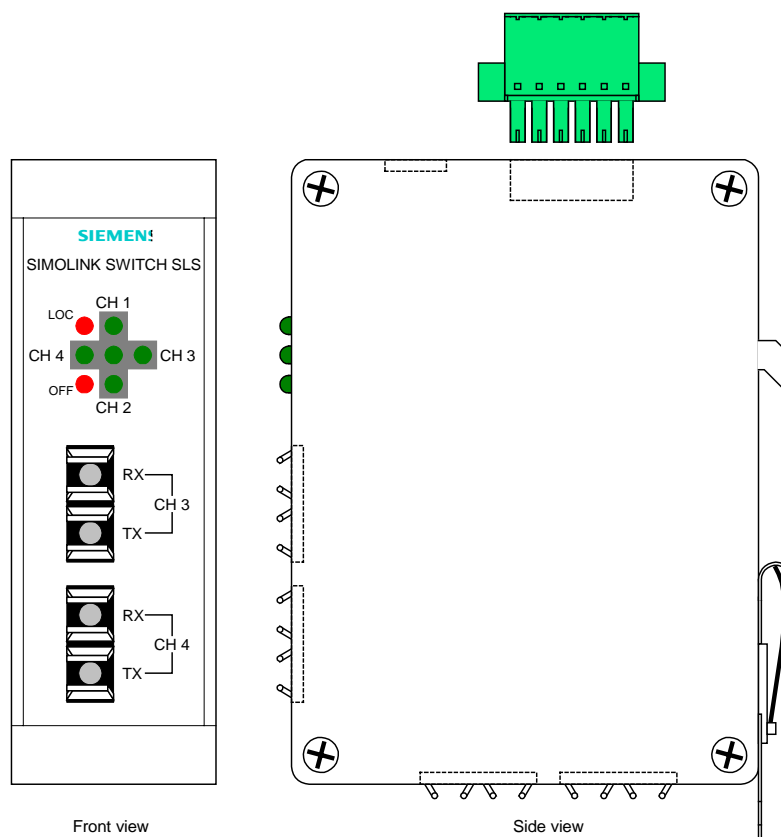 SIEMENS
SIMOLINK SWITCH SLS
CH 1
LOC
CH 4
CH 3
OFF
CH 2
RX
CH 3
TX
RX
CH 4
TX
Front view
Side view